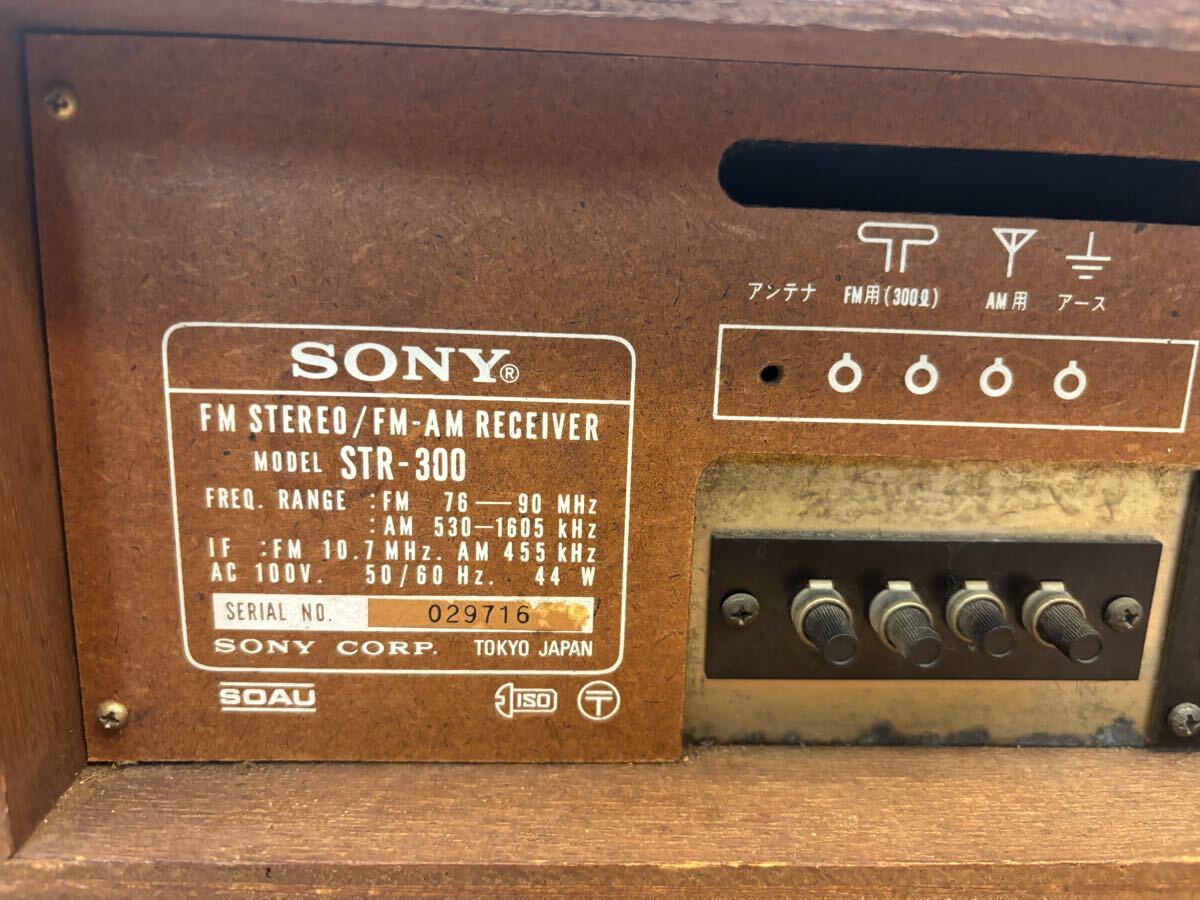 アンテナ FM用(300Ω) AM用 アース
SONY®
FM STEREO/FM-AM RECEIVER
MODEL STR-300
FREQ. RANGE :FM 76—90 MHz
:AM 530—1605 kHz
IF :FM 10.7 MHz. AM 455 kHz
AC 100V. 50/60 Hz. 44 W
SERIAL NO. 029716
SONY CORP. TOKYO JAPAN
SOAU ISO